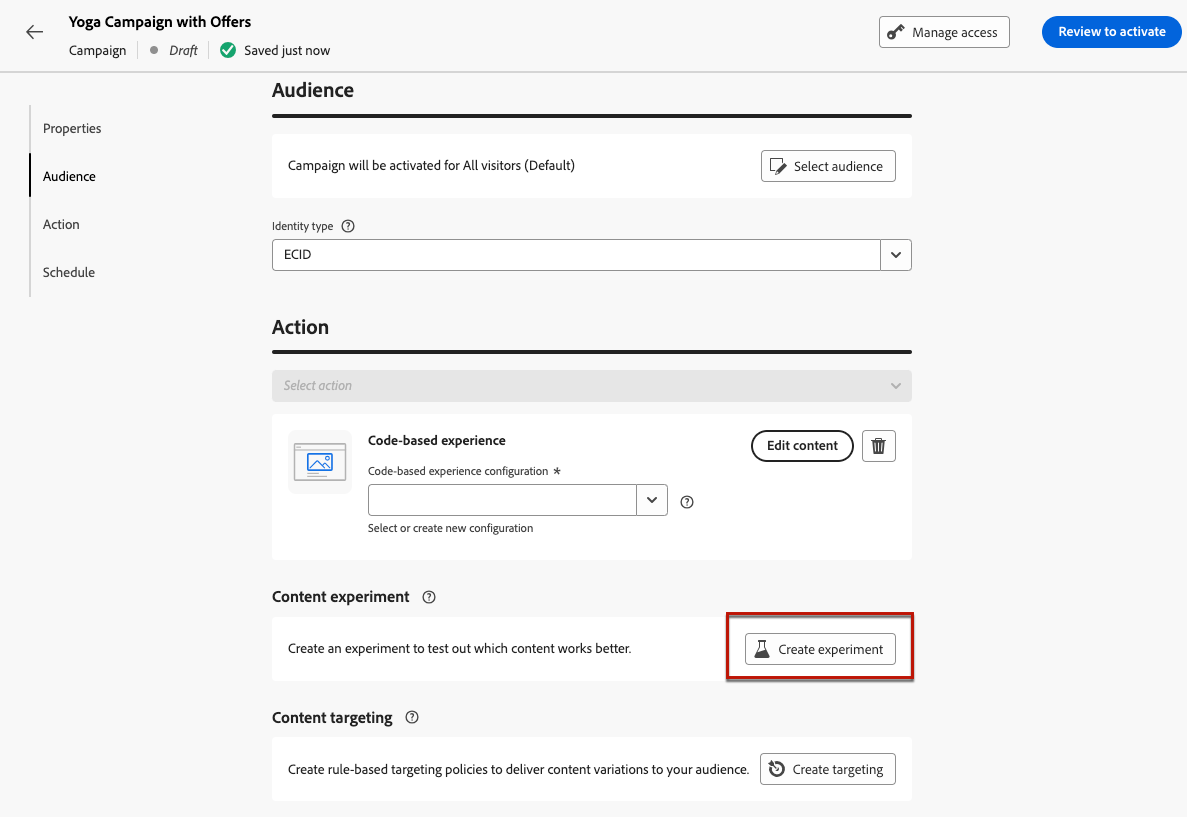 Yoga Campaign with Offers
Campaign Draft Saved just now
Manage access
Review to activate
Properties
Audience
Action
Schedule
Audience
Campaign will be activated for All visitors (Default)
Select audience
Identity type ?
ECID
Action
Select action
Code-based experience
Edit content
Code-based experience configuration *
?
Select or create new configuration
Content experiment ?
Create an experiment to test out which content works better.
Create experiment
Content targeting ?
Create rule-based targeting policies to deliver content variations to your audience.
Create targeting